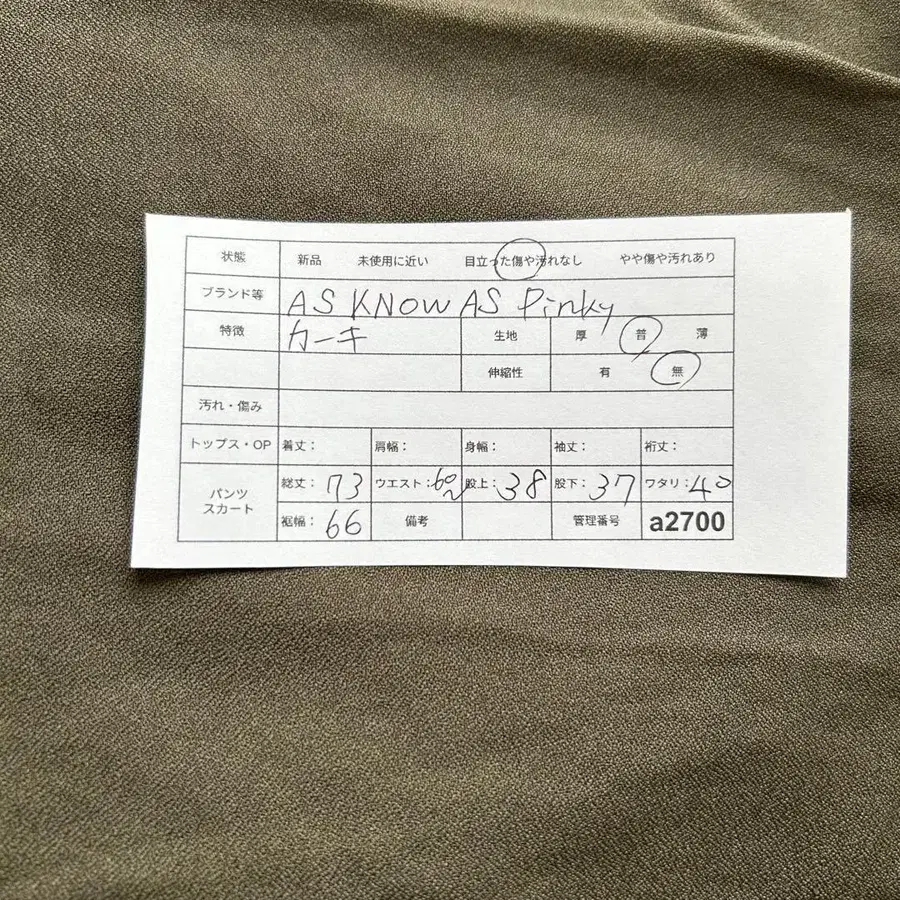 状態 新品 未使用に近い 目立った傷や汚れなし やや傷や汚れあり
ブランド等 AS KNOW AS Pinky
特徴 カーキ 生地 厚 普 薄
伸縮性 有 無
汚れ・傷み
トップス・OP 着丈: 肩幅: 身幅: 袖丈: 裄丈:
パンツ スカート 総丈: 73 ウエスト: 60~ 股上: 38 股下: 37 ワタリ: 40
裾幅: 66 備考 管理番号 a2700